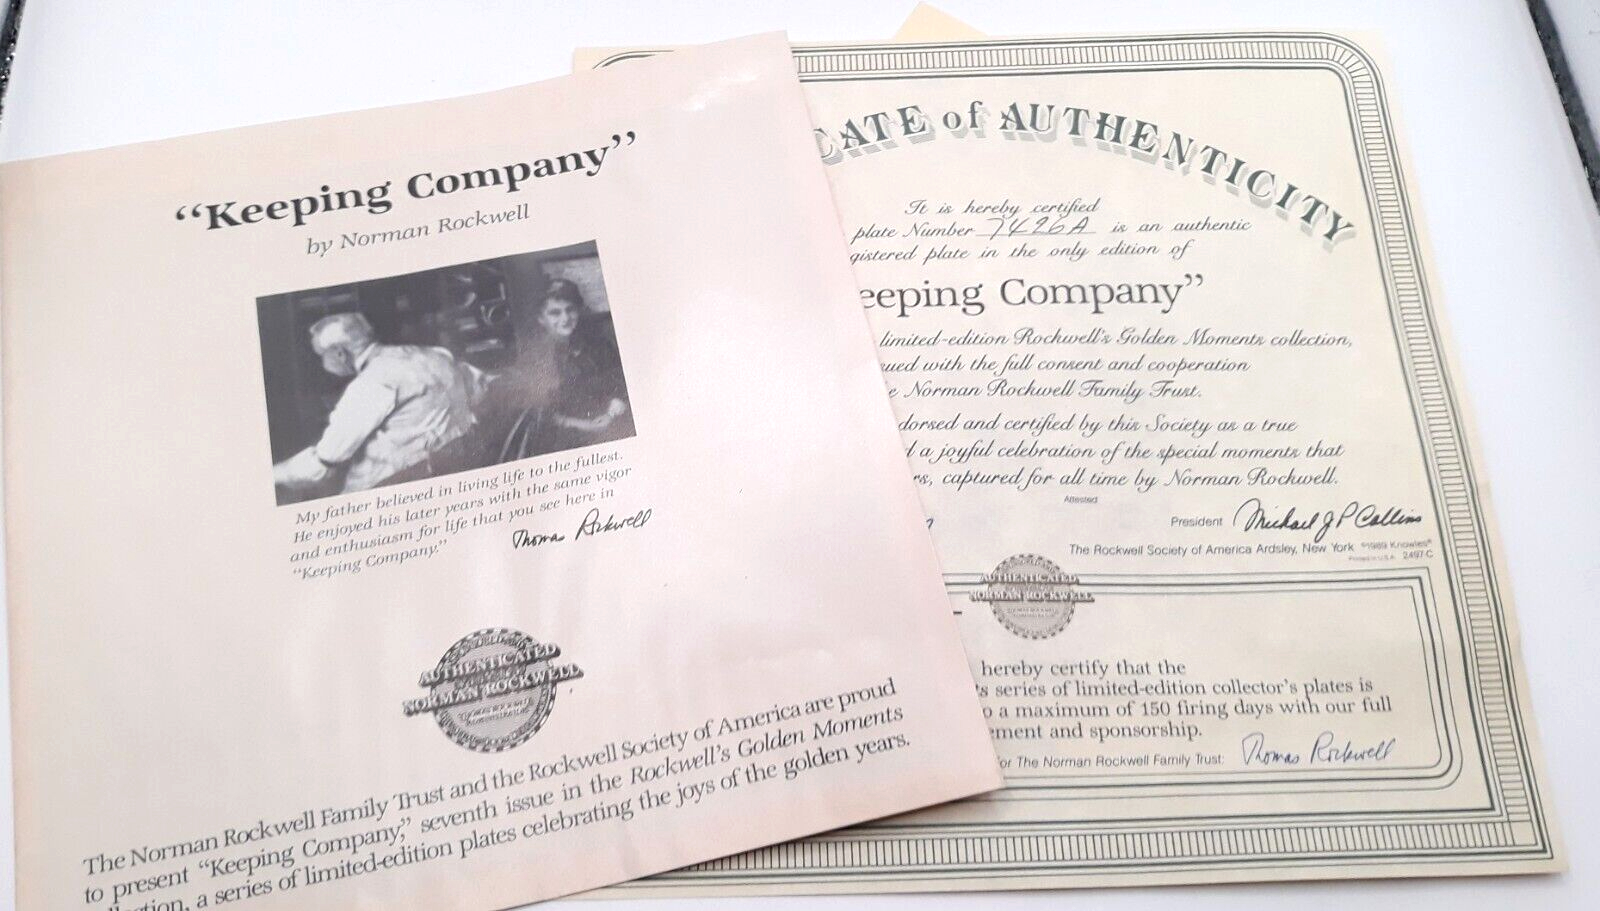 “Keeping Company”
by Norman Rockwell
My father believed in living life to the fullest.
He enjoyed his later years with the same vigor
and enthusiasm for life that you see here in
“Keeping Company.”
Thomas Rockwell
AUTHENTICATED
NORMAN ROCKWELL
The Norman Rockwell Family Trust and the Rockwell Society of America are proud
to present “Keeping Company,” seventh issue in the Rockwell's Golden Moments
collection, a series of limited-edition plates celebrating the joys of the golden years.
CATE of AUTHENTICITY
It is hereby certified
plate Number 7426A is an authentic
gistered plate in the only edition of
eeping Company”
limited-edition Rockwell's Golden Moments collection,
ued with the full consent and cooperation
e Norman Rockwell Family Trust.
dorsed and certified by this Society as a true
d a joyful celebration of the special moments that
rs, captured for all time by Norman Rockwell.
Attested
President Michael J P Collins
The Rockwell Society of America Ardsley, New York ©1989 Knowles
Printed in U.S.A. 2497-C
AUTHENTICATED
NORMAN ROCKWELL
hereby certify that the
's series of limited-edition collector's plates is
o a maximum of 150 firing days with our full
ement and sponsorship.
For The Norman Rockwell Family Trust: Thomas Rockwell